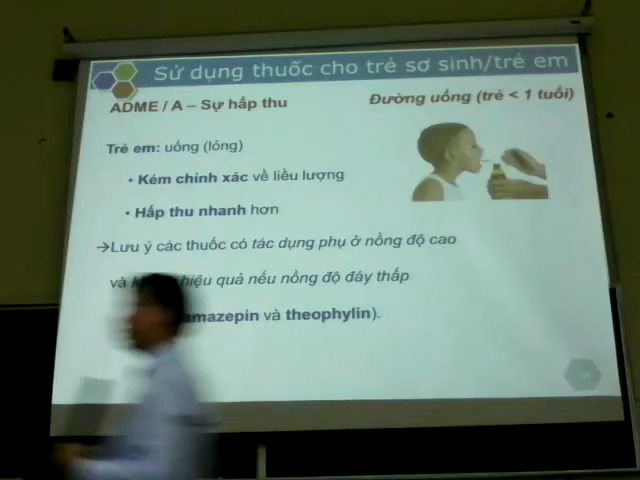 Sử dụng thuốc cho trẻ sơ sinh/trẻ em
ADME / A – Sự hấp thu
Đường uống (trẻ < 1 tuổi)
Trẻ em: uống (lỏng)
• Kém chính xác về liều lượng
• Hấp thu nhanh hơn
→Lưu ý các thuốc có tác dụng phụ ở nồng độ cao
và hiệu quả nếu nồng độ đáy thấp
amazepin và theophylin).